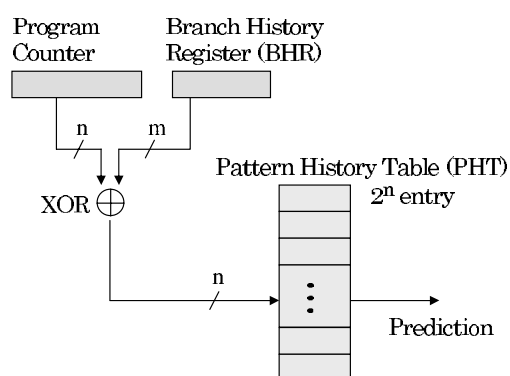 Program
Counter
Branch History
Register (BHR)
n
m
Pattern History Table (PHT)
2ⁿ entry
XOR
n
Prediction